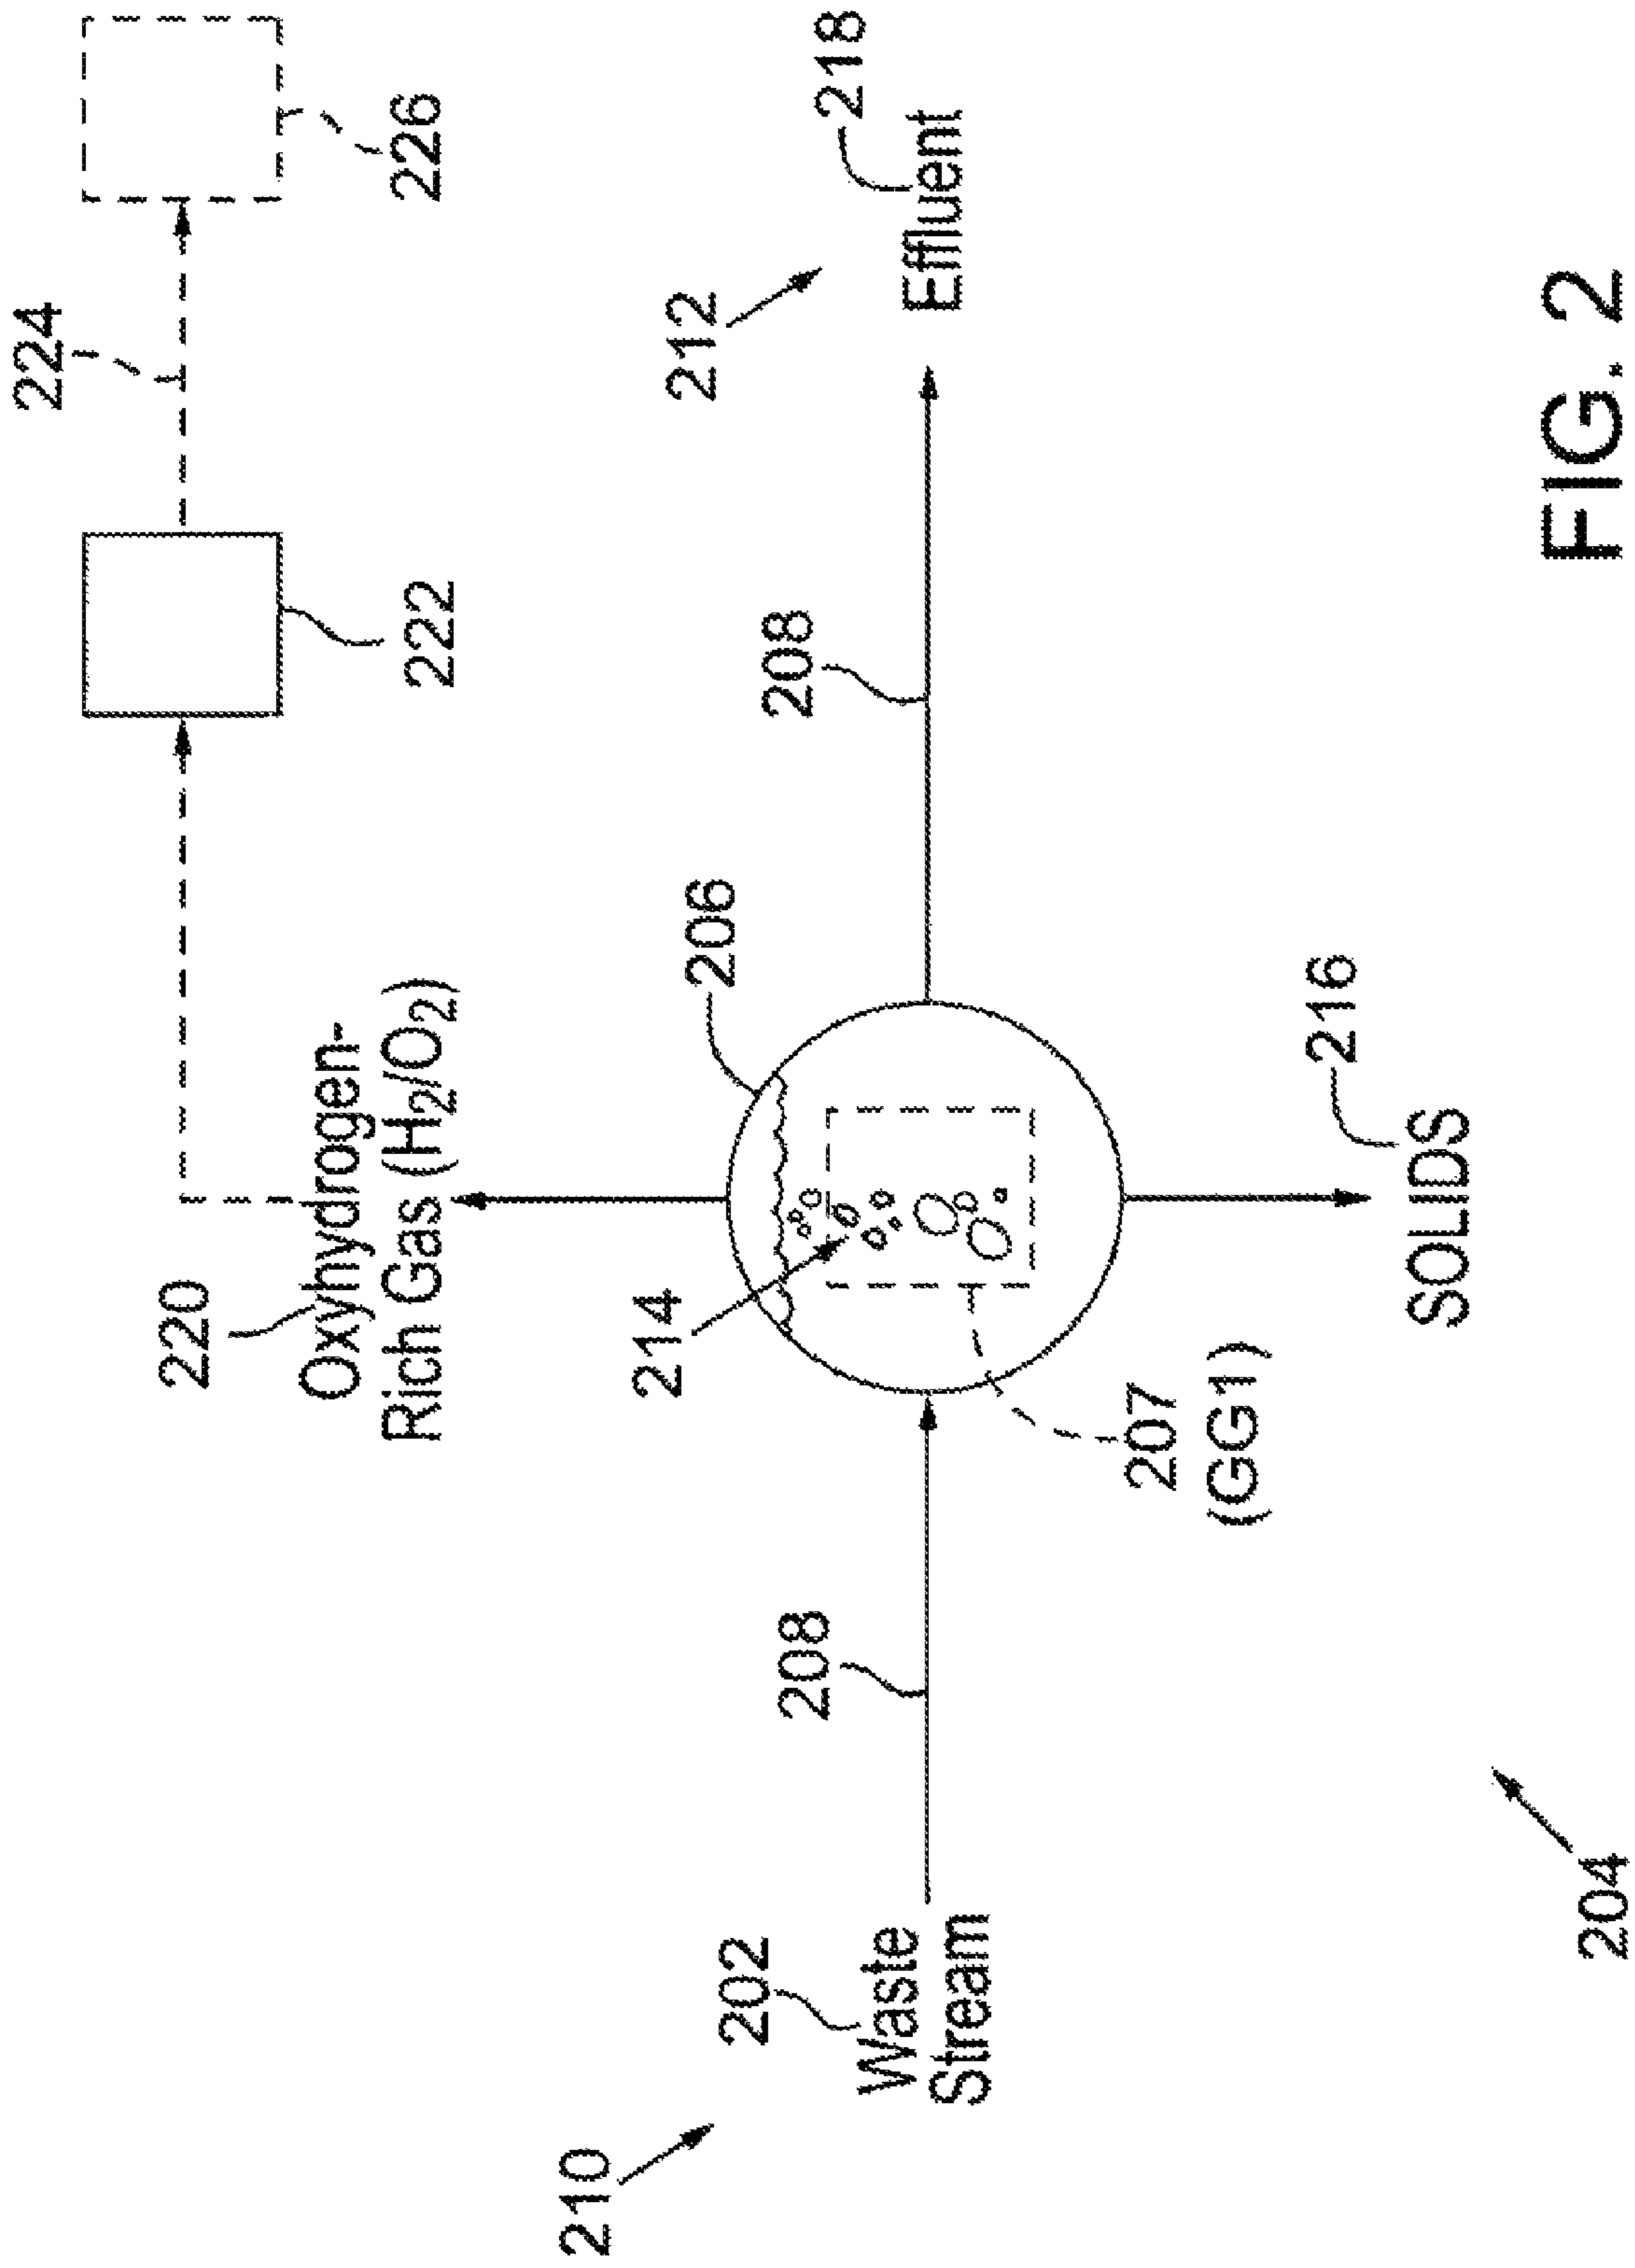 224
226
220
Oxyhydrogen-
Rich Gas (H₂/O₂)
222
206
214
212
218
Effluent
208
210
202
Waste
Stream
208
207
(GG1)
216
SOLIDS
204
FIG. 2